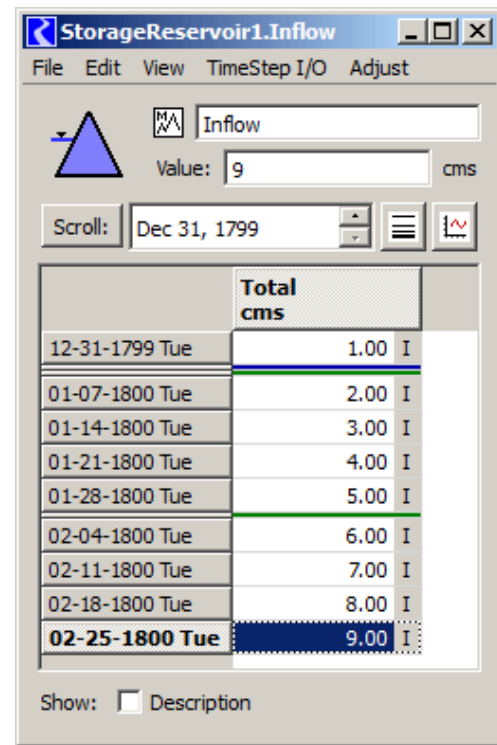 StorageReservoir1.Inflow
File Edit View TimeStep I/O Adjust
Inflow
Value: 9 cms
Scroll: Dec 31, 1799
Total
cms
12-31-1799 Tue 1.00 I
01-07-1800 Tue 2.00 I
01-14-1800 Tue 3.00 I
01-21-1800 Tue 4.00 I
01-28-1800 Tue 5.00 I
02-04-1800 Tue 6.00 I
02-11-1800 Tue 7.00 I
02-18-1800 Tue 8.00 I
02-25-1800 Tue 9.00 I
Show: Description